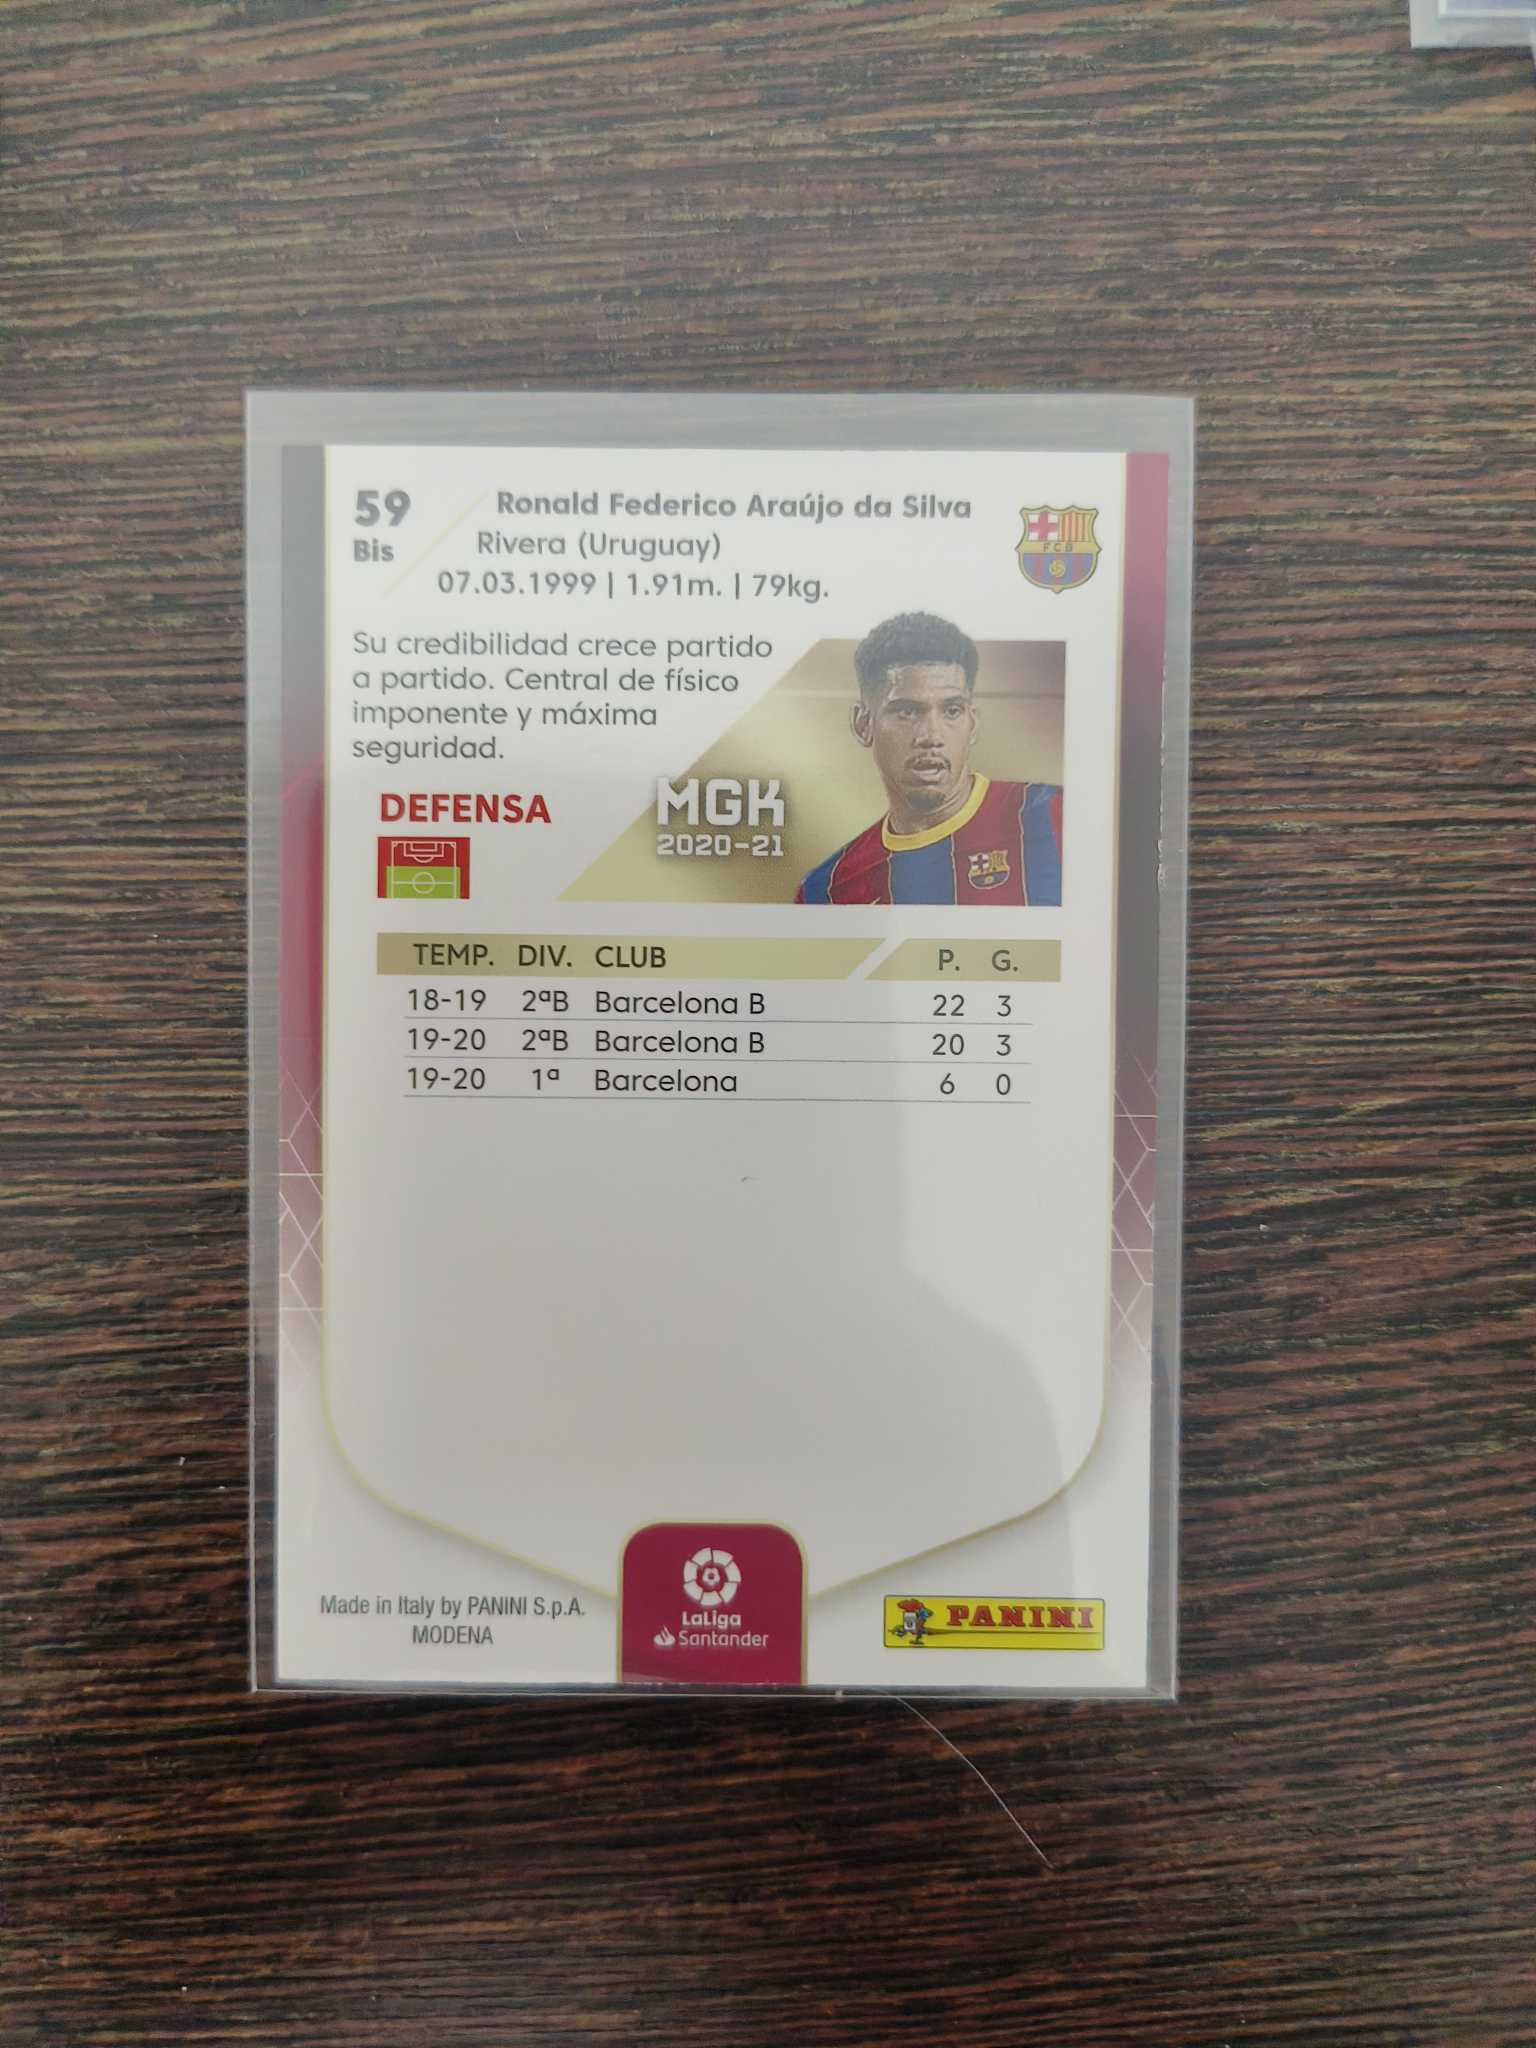 59
Bis
Ronald Federico Araújo da Silva
Rivera (Uruguay)
07.03.1999 | 1.91m. | 79kg.
FCB
Su credibilidad crece partido
a partido. Central de físico
imponente y máxima
seguridad.
DEFENSA
MGK
2020-21
TEMP. DIV. CLUB P. G.
18-19 2ªB Barcelona B 22 3
19-20 2ªB Barcelona B 20 3
19-20 1ª Barcelona 6 0
Made in Italy by PANINI S.p.A.
MODENA
LaLiga
Santander
PANINI